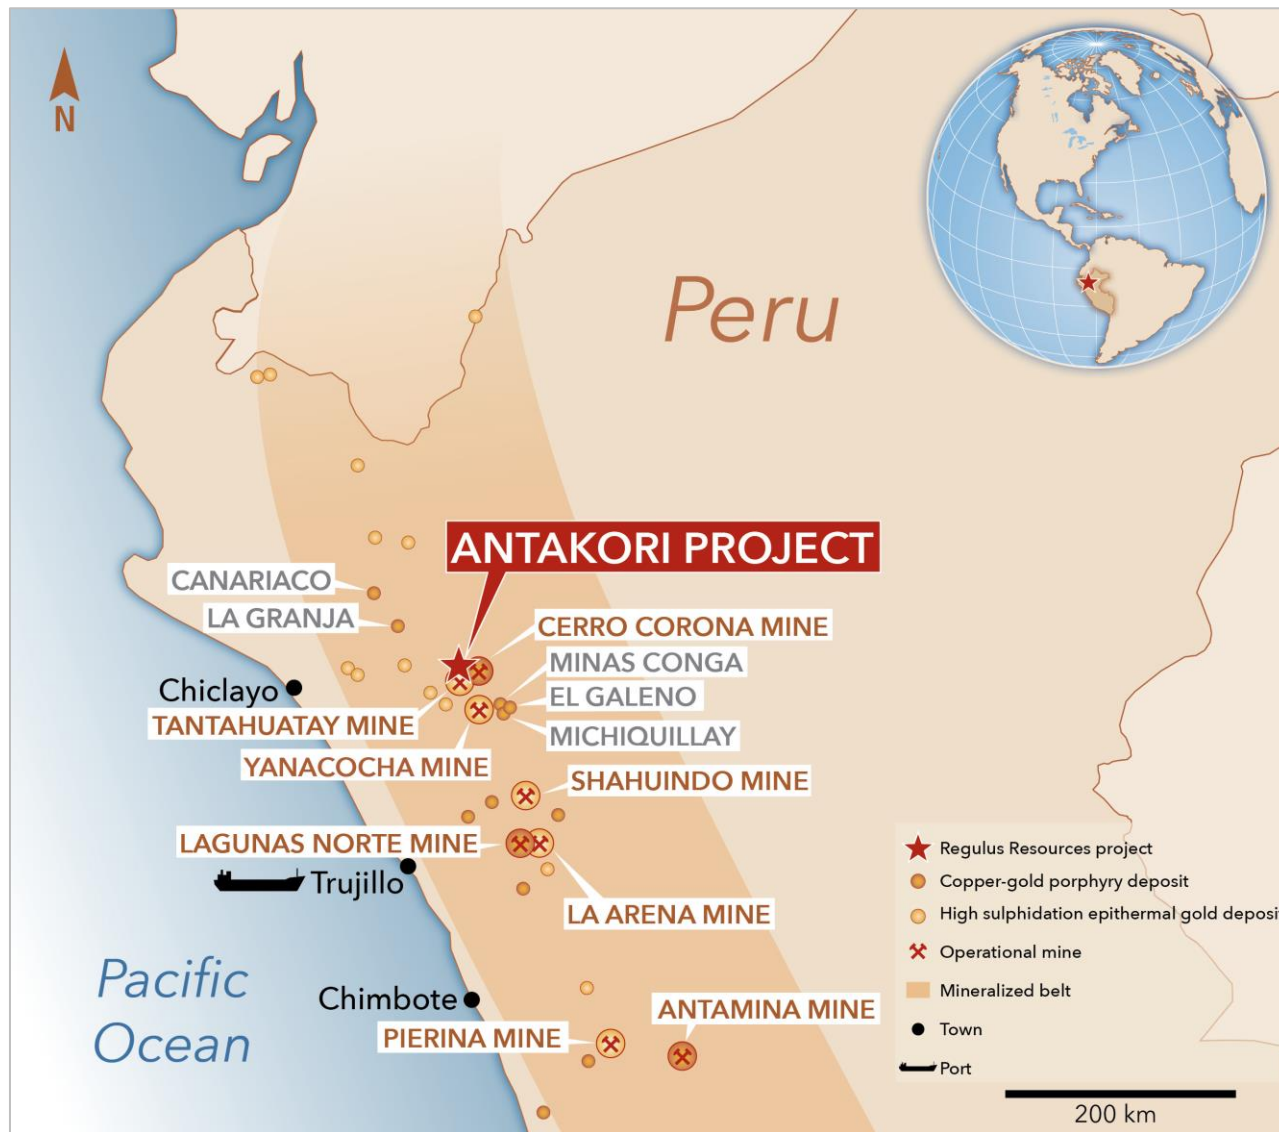 N
Peru
ANTAKORI PROJECT
CANARIACO
LA GRANJA
CERRO CORONA MINE
MINAS CONGA
EL GALENO
MICHIQUILLAY
Chiclayo
TANTAHUATAY MINE
YANACOCHA MINE
SHAHUINDO MINE
LAGUNAS NORTE MINE
Trujillo
LA ARENA MINE
Pacific
Ocean
Chimbote
PIERINA MINE
ANTAMINA MINE
Regulus Resources project
Copper-gold porphyry deposit
High sulphidation epithermal gold deposit
Operational mine
Mineralized belt
Town
Port
200 km